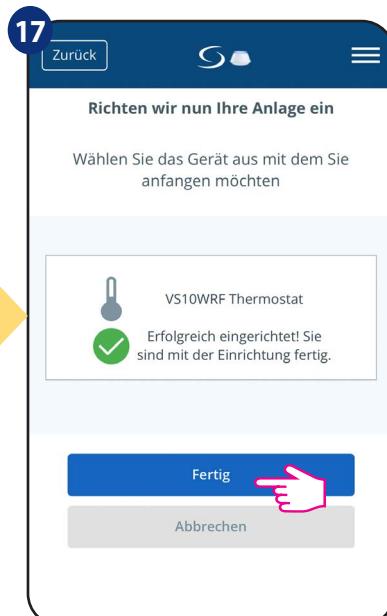 17
Zurück
Richten wir nun Ihre Anlage ein
Wählen Sie das Gerät aus mit dem Sie
anfangen möchten
VS10WRF Thermostat
Erfolgreich eingerichtet! Sie
sind mit der Einrichtung fertig.
Fertig
Abbrechen